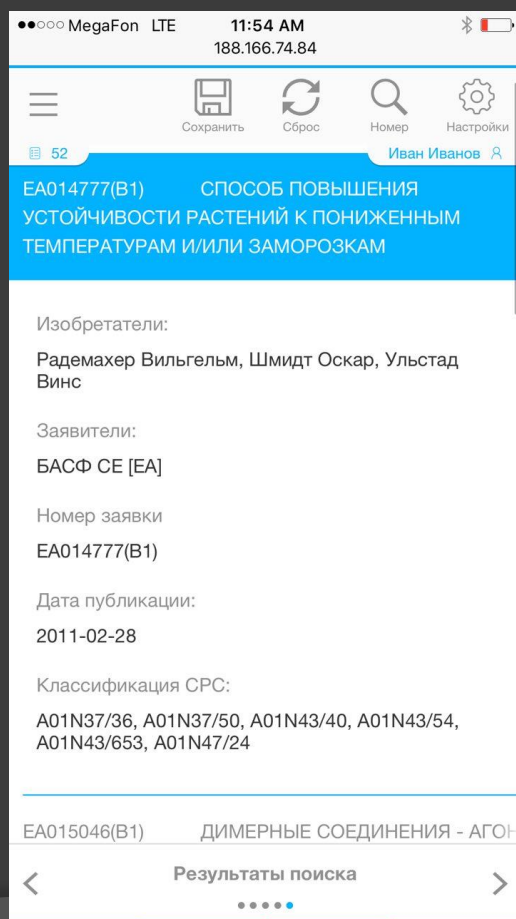 MegaFon LTE 11:54 AM
188.166.74.84
Сохранить Сброс Номер Настройки
52 Иван Иванов
EA014777(B1) СПОСОБ ПОВЫШЕНИЯ
УСТОЙЧИВОСТИ РАСТЕНИЙ К ПОНИЖЕННЫМ
ТЕМПЕРАТУРАМ И/ИЛИ ЗАМОРОЗКАМ
Изобретатели:
Радемахер Вильгельм, Шмидт Оскар, Ульстад
Винс
Заявители:
БАСФ СЕ [EA]
Номер заявки
EA014777(B1)
Дата публикации:
2011-02-28
Классификация CPC:
A01N37/36, A01N37/50, A01N43/40, A01N43/54,
A01N43/653, A01N47/24
EA015046(B1) ДИМЕРНЫЕ СОЕДИНЕНИЯ - АГОН
Результаты поиска